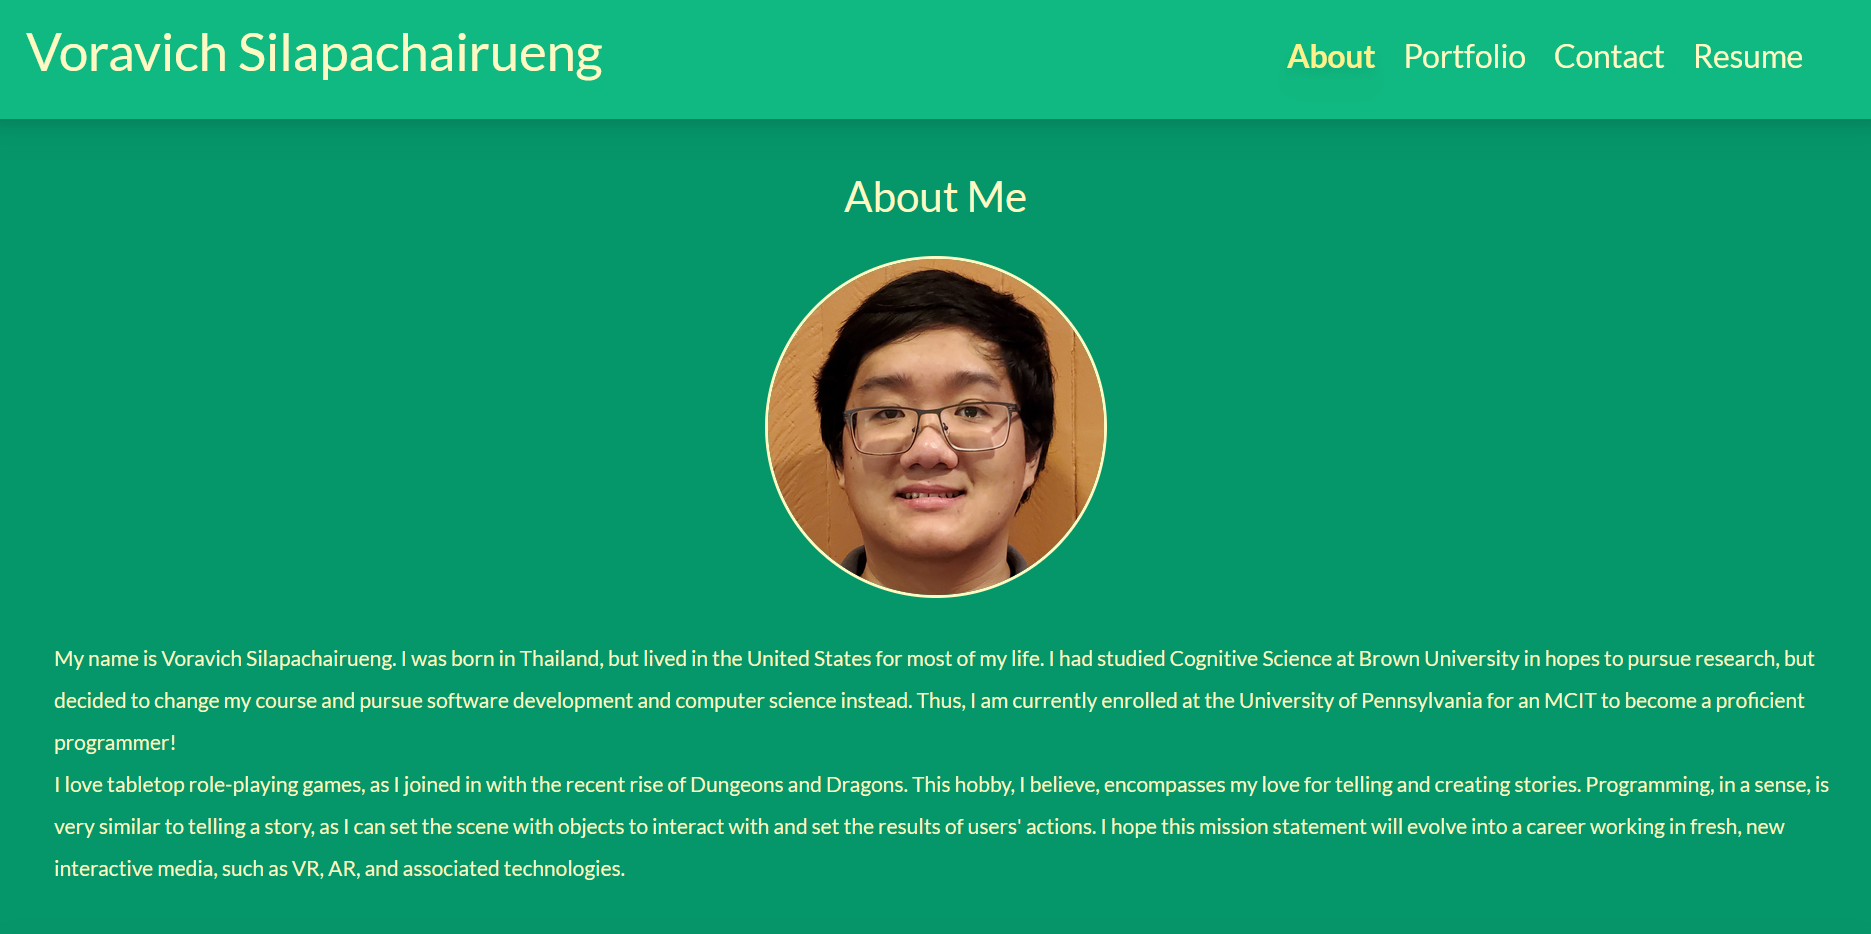 Voravich Silapachairueng
About Portfolio Contact Resume
About Me
My name is Voravich Silapachairueng. I was born in Thailand, but lived in the United States for most of my life. I had studied Cognitive Science at Brown University in hopes to pursue research, but
decided to change my course and pursue software development and computer science instead. Thus, I am currently enrolled at the University of Pennsylvania for an MCIT to become a proficient
programmer!
I love tabletop role-playing games, as I joined in with the recent rise of Dungeons and Dragons. This hobby, I believe, encompasses my love for telling and creating stories. Programming, in a sense, is
very similar to telling a story, as I can set the scene with objects to interact with and set the results of users' actions. I hope this mission statement will evolve into a career working in fresh, new
interactive media, such as VR, AR, and associated technologies.